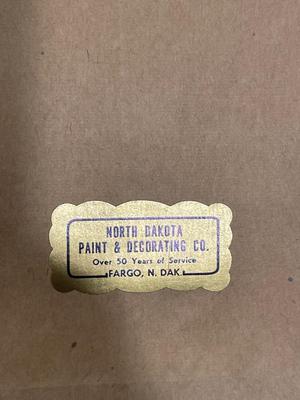 NORTH DAKOTA
PAINT & DECORATING CO.
Over 50 Years of Service
FARGO, N. DAK.